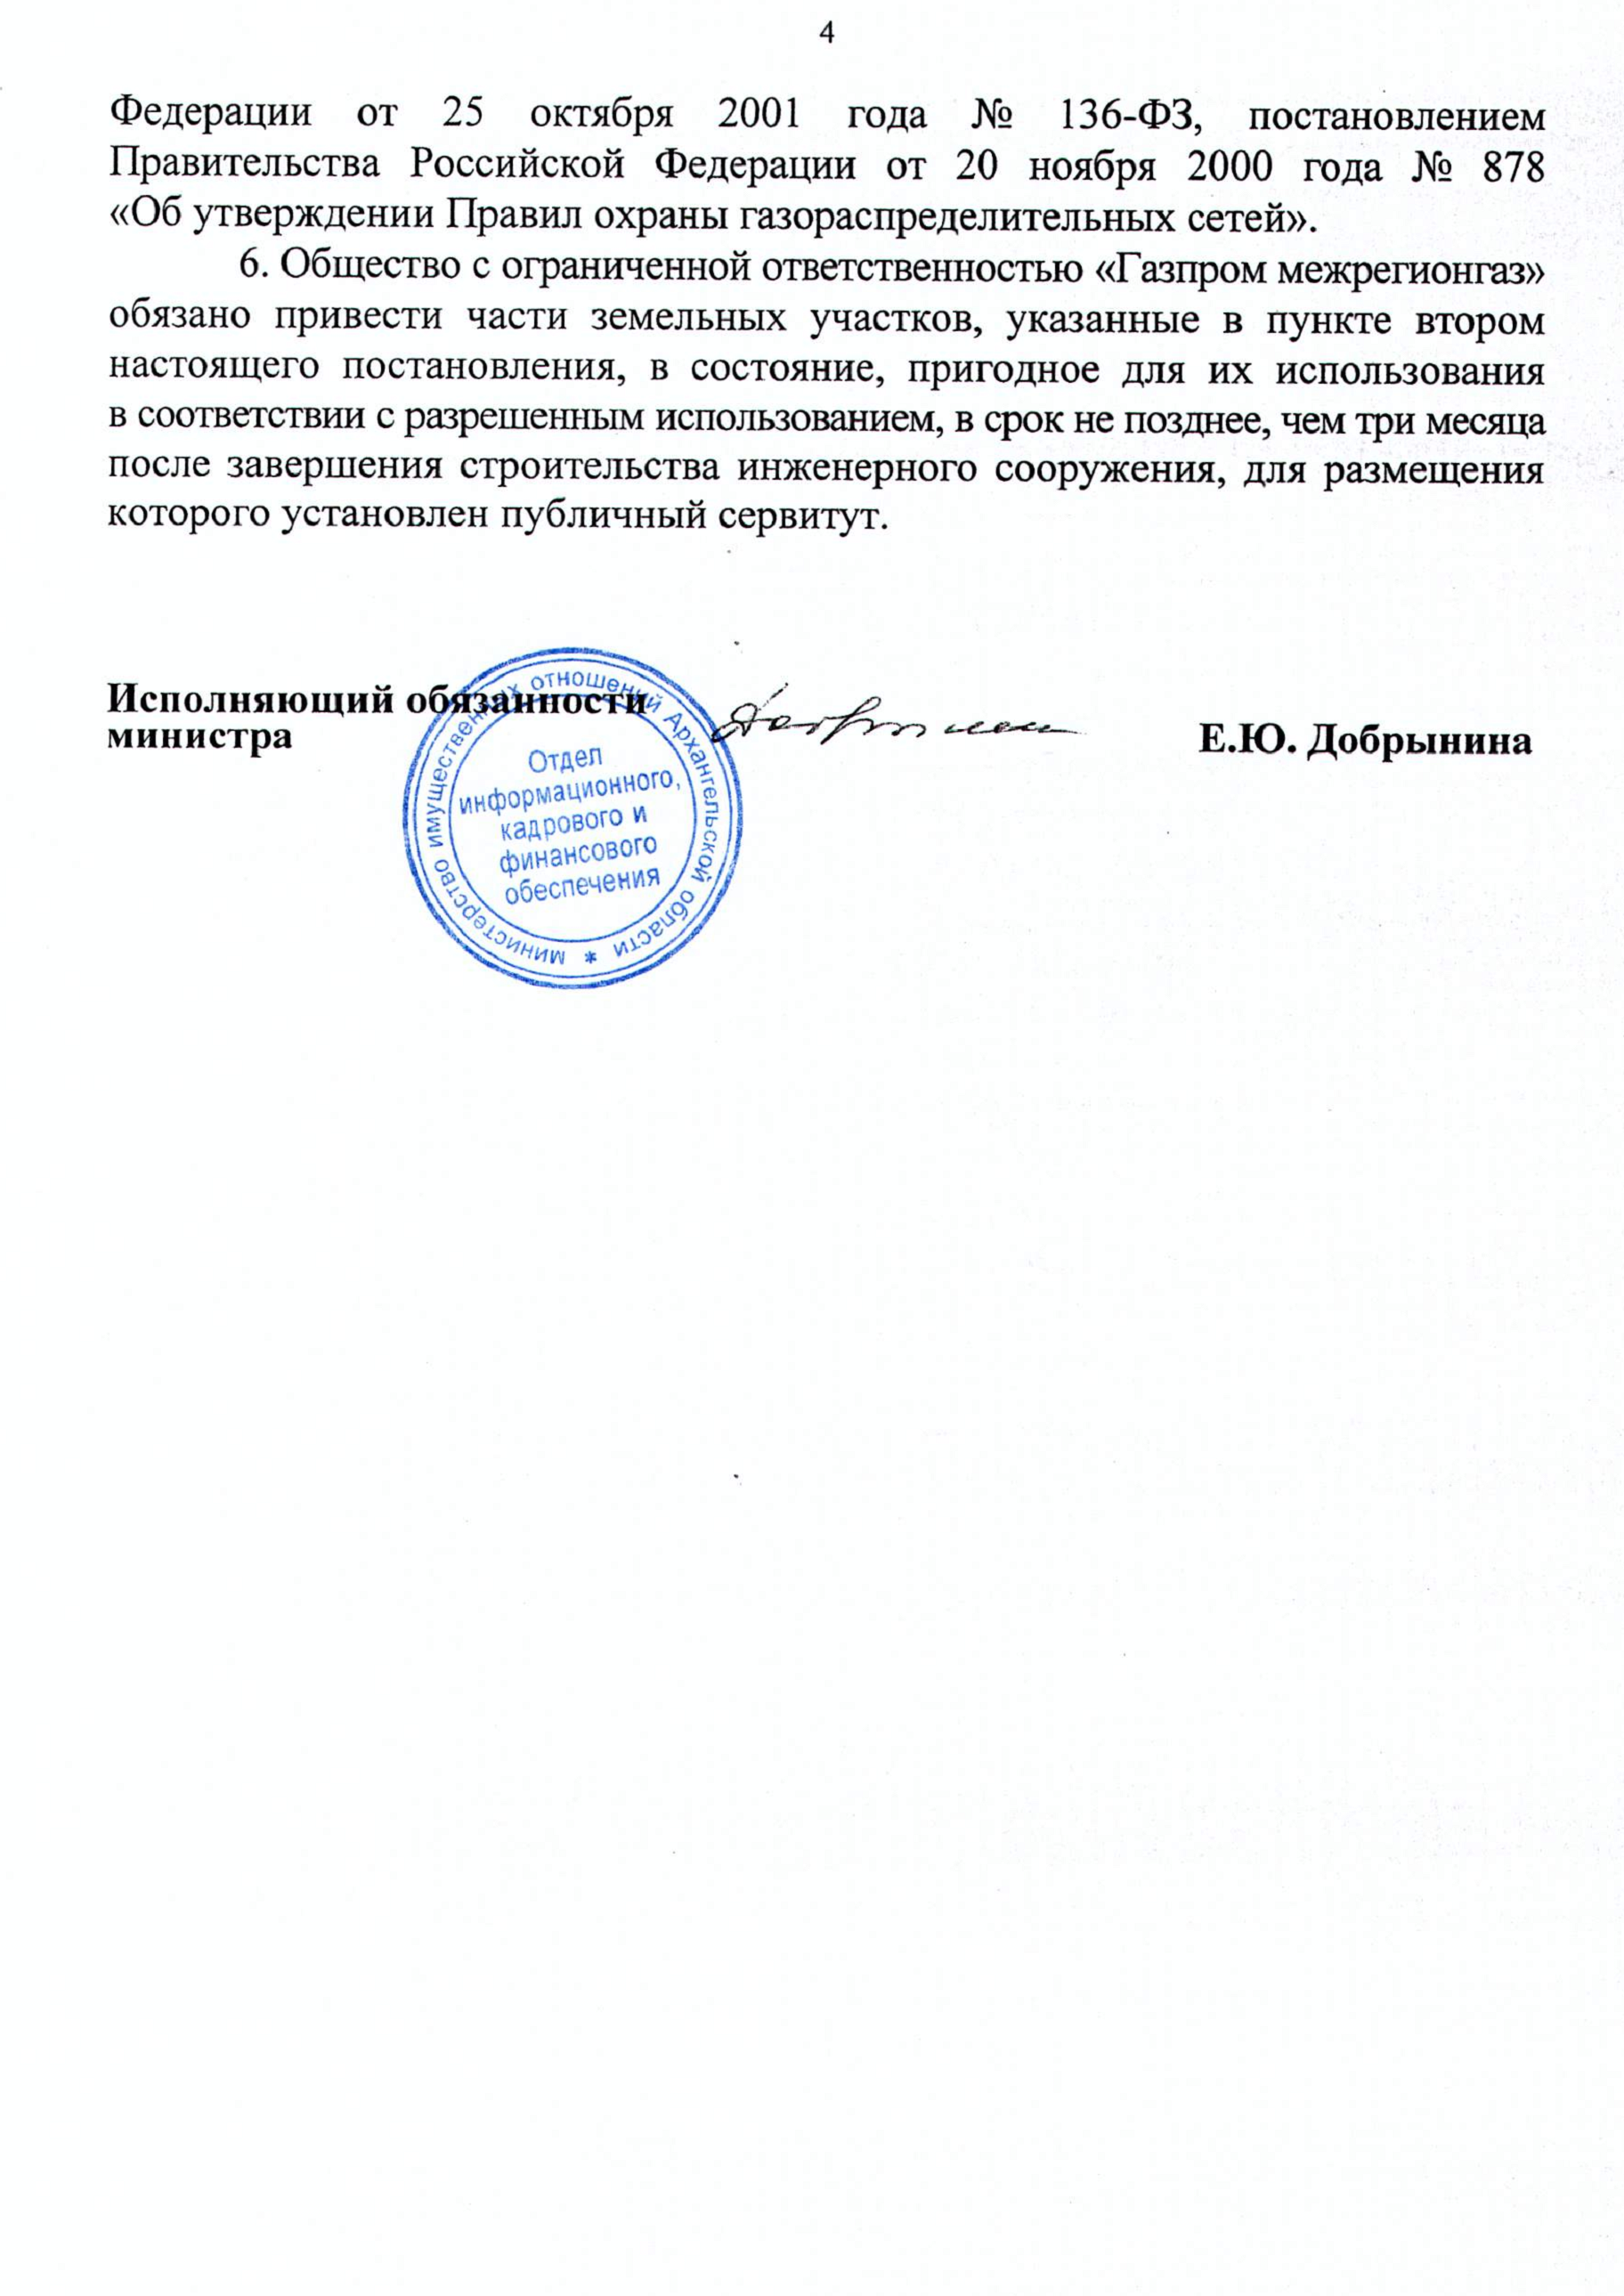 4
Федерации от 25 октября 2001 года № 136-ФЗ, постановлением
Правительства Российской Федерации от 20 ноября 2000 года № 878
«Об утверждении Правил охраны газораспределительных сетей».
6. Общество с ограниченной ответственностью «Газпром межрегионгаз»
обязано привести части земельных участков, указанные в пункте втором
настоящего постановления, в состояние, пригодное для их использования
в соответствии с разрешенным использованием, в срок не позднее, чем три месяца
после завершения строительства инженерного сооружения, для размещения
которого установлен публичный сервитут.
Исполняющий обязанности
министра
Е.Ю. Добрынина
министерство имущественных отношений Архангельской области *
Отдел
информационного,
кадрового и
финансового
обеспечения